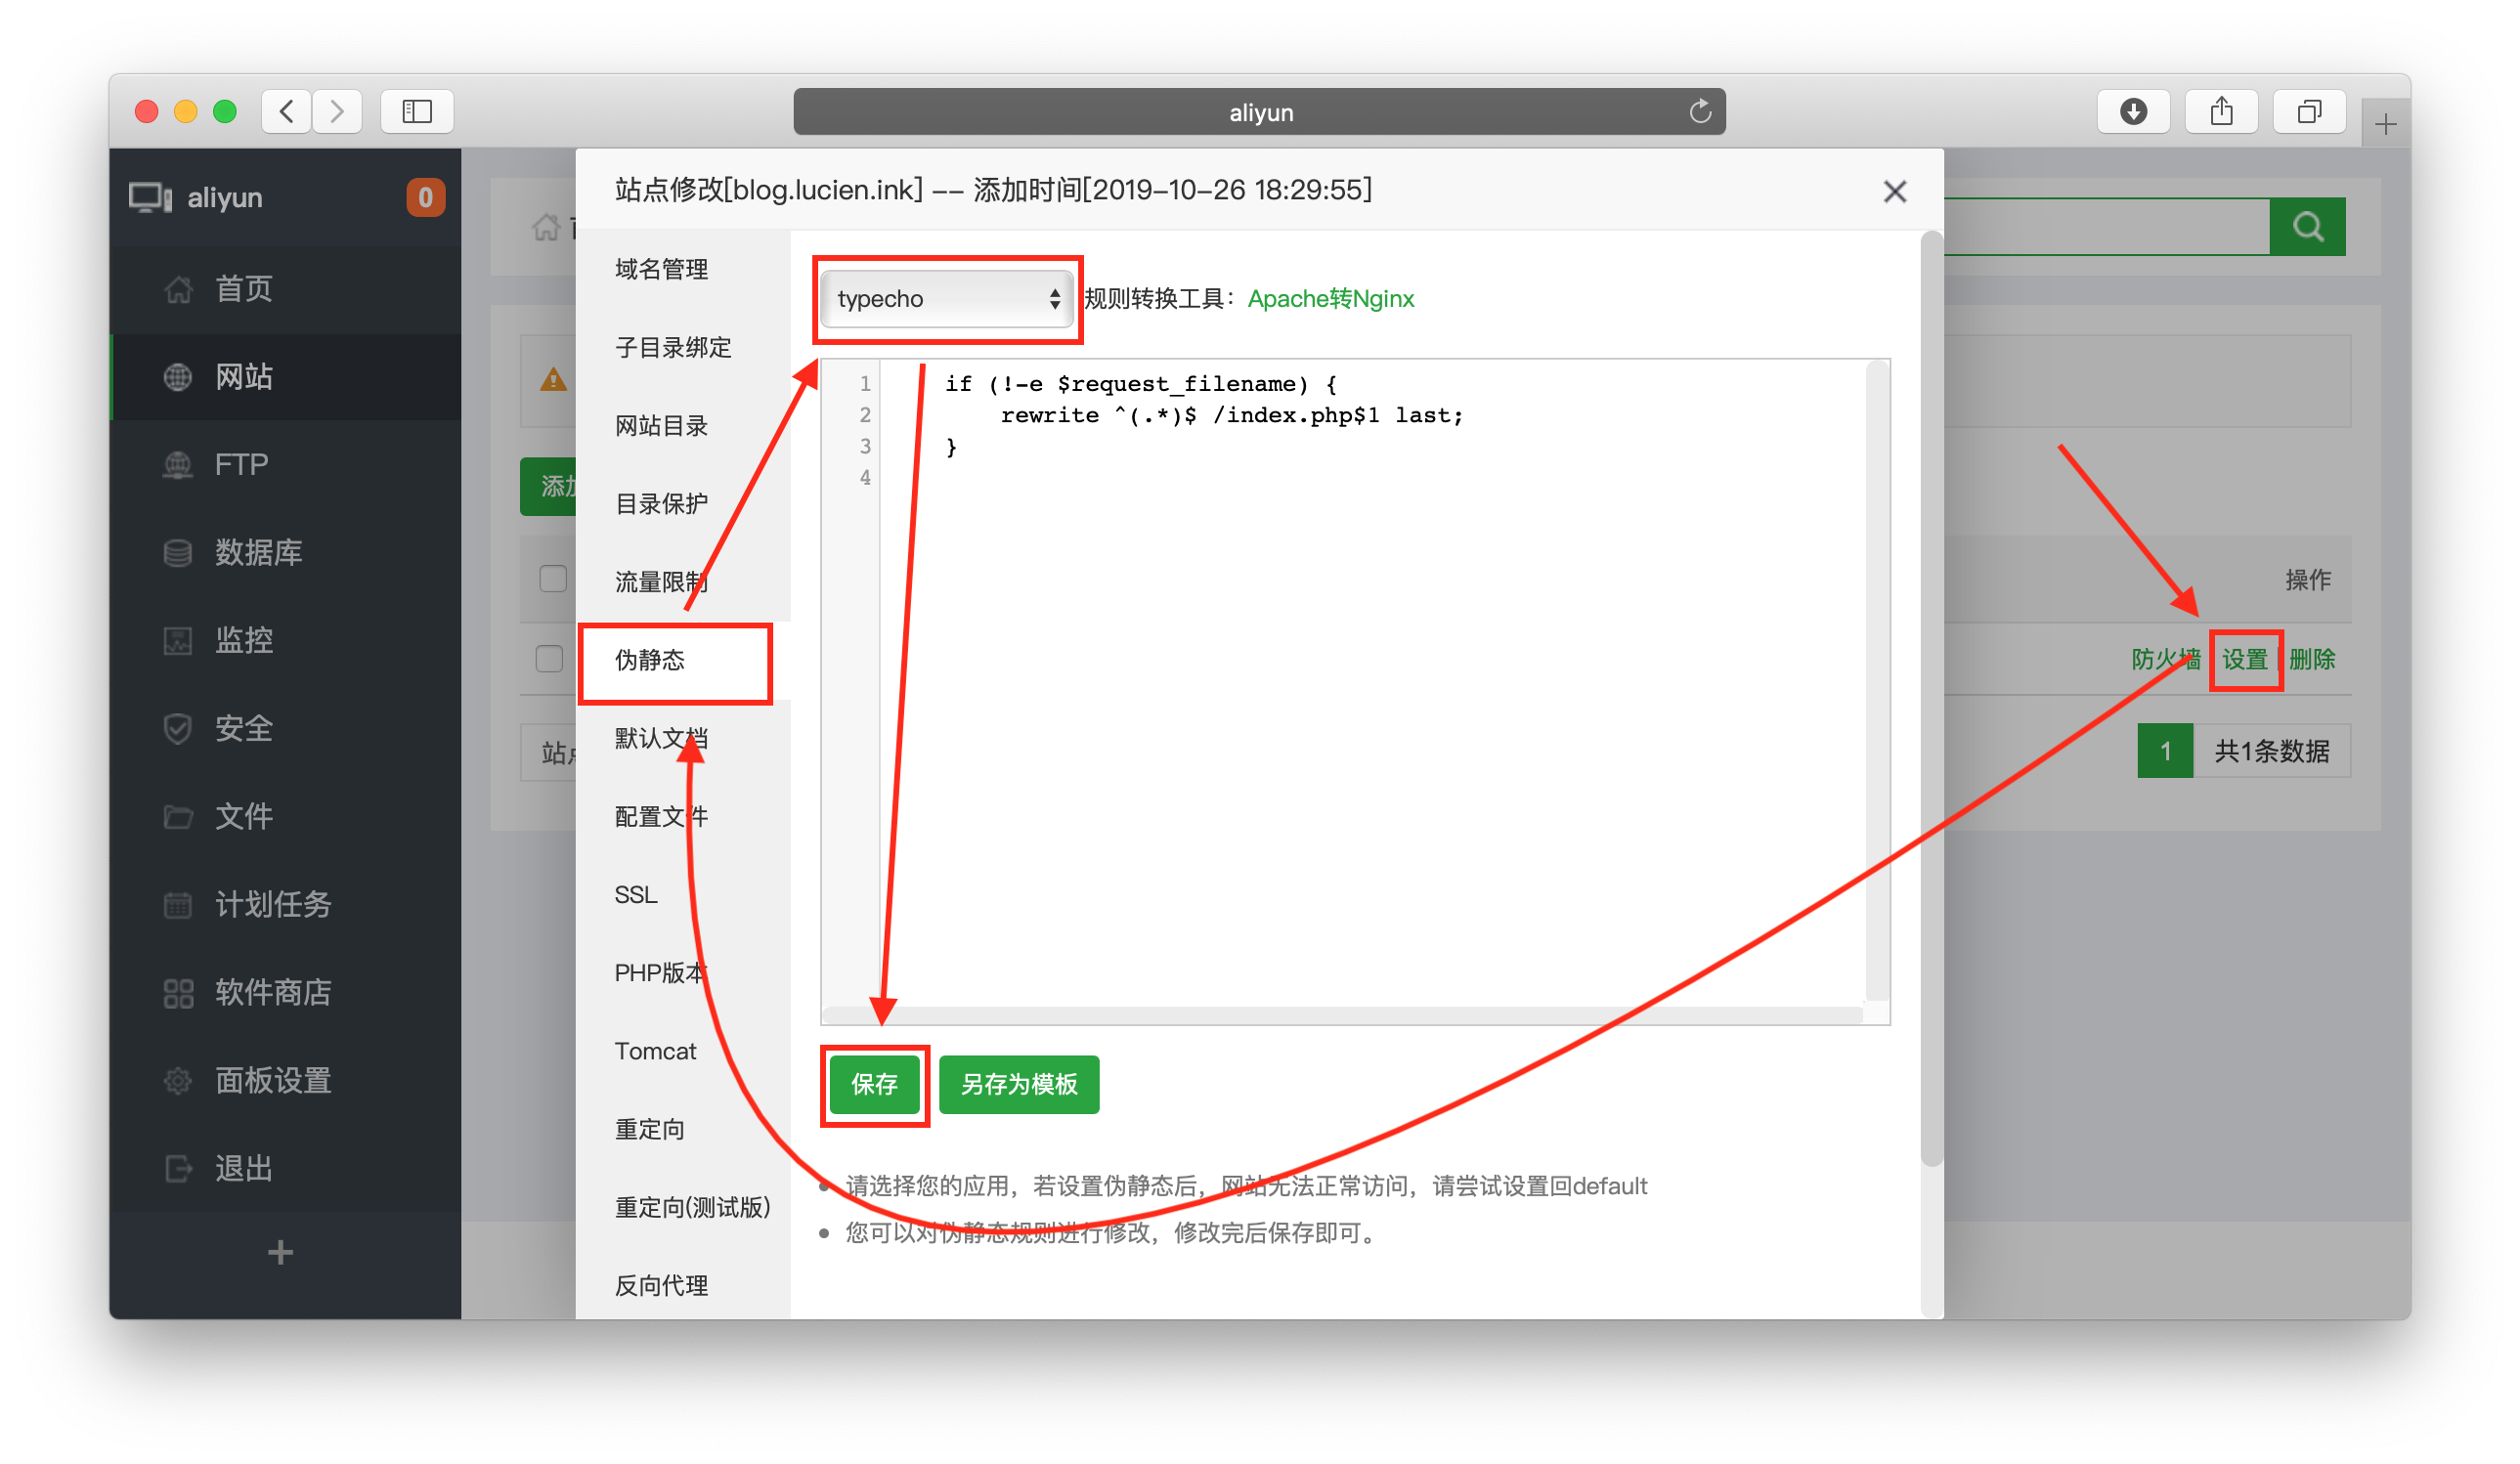 aliyun
aliyun
0
首页
网站
FTP
数据库
监控
安全
文件
计划任务
软件商店
面板设置
退出
站点修改[blog.lucien.ink] -- 添加时间[2019-10-26 18:29:55]
域名管理
子目录绑定
网站目录
目录保护
流量限制
伪静态
默认文档
配置文件
SSL
PHP版本
Tomcat
重定向
重定向(测试版)
反向代理
typecho
规则转换工具：Apache转Nginx
1 if (!-e $request_filename) {
2 rewrite ^(.*)$ /index.php$1 last;
3 }
4
保存 另存为模板
请选择您的应用，若设置伪静态后，网站无法正常访问，请尝试设置回default
您可以对伪静态规则进行修改，修改完后保存即可。
操作
防火墙 | 设置 | 删除
1 共1条数据